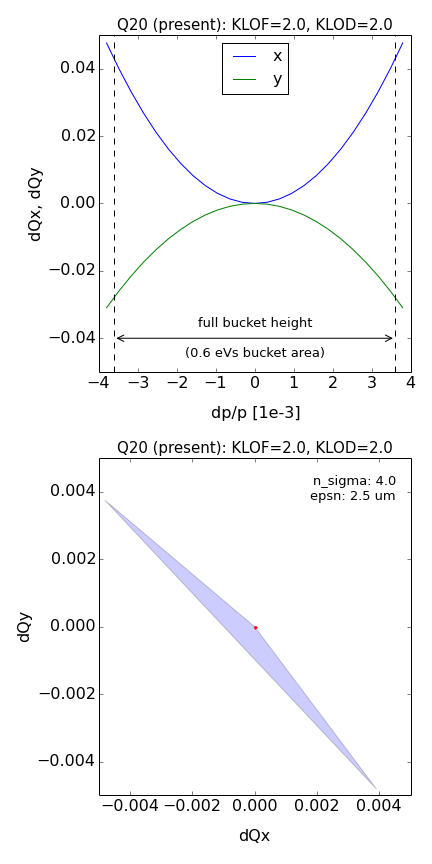 Q20 (present): KLOF=2.0, KLOD=2.0
x
y
0.04
0.02
0.00
−0.02
−0.04
dQx, dQy
full bucket height
(0.6 eVs bucket area)
−4 −3 −2 −1 0 1 2 3 4
dp/p [1e-3]
Q20 (present): KLOF=2.0, KLOD=2.0
n_sigma: 4.0
epsn: 2.5 um
0.004
0.002
0.000
−0.002
−0.004
dQy
−0.004 −0.002 0.000 0.002 0.004
dQx